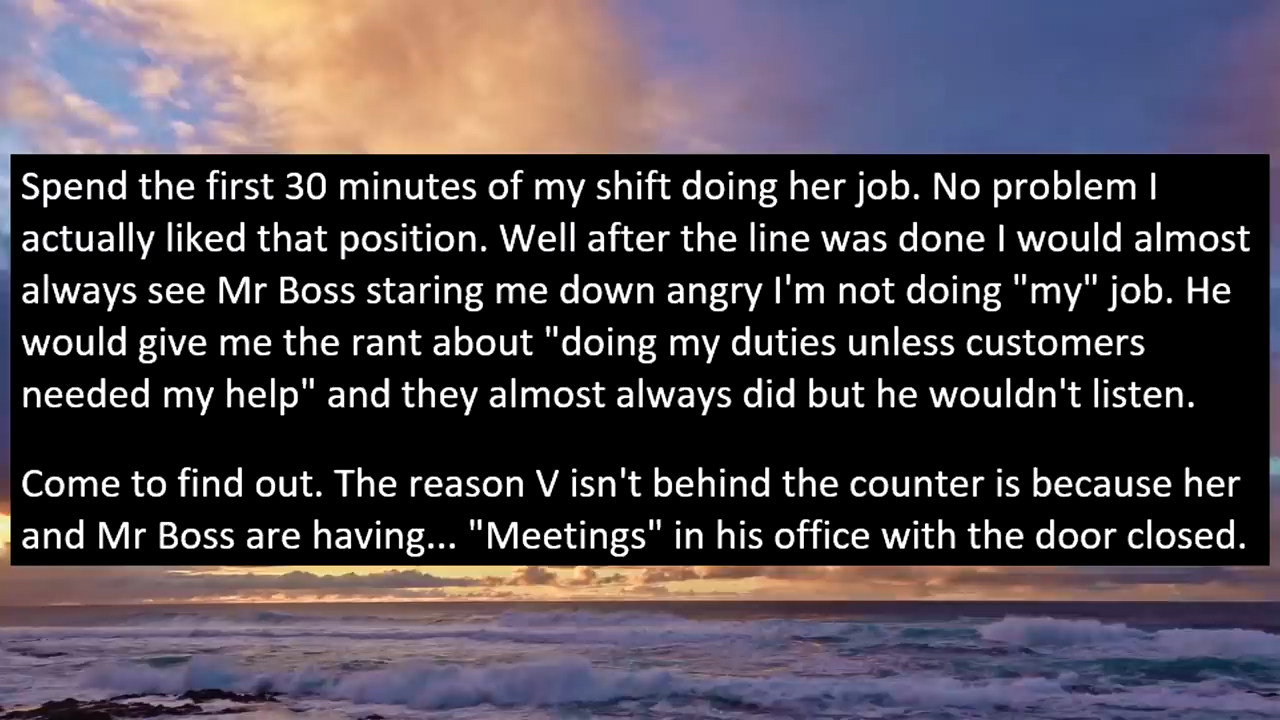 Spend the first 30 minutes of my shift doing her job. No problem I
actually liked that position. Well after the line was done I would almost
always see Mr Boss staring me down angry I'm not doing "my" job. He
would give me the rant about "doing my duties unless customers
needed my help" and they almost always did but he wouldn't listen.
Come to find out. The reason V isn't behind the counter is because her
and Mr Boss are having... "Meetings" in his office with the door closed.